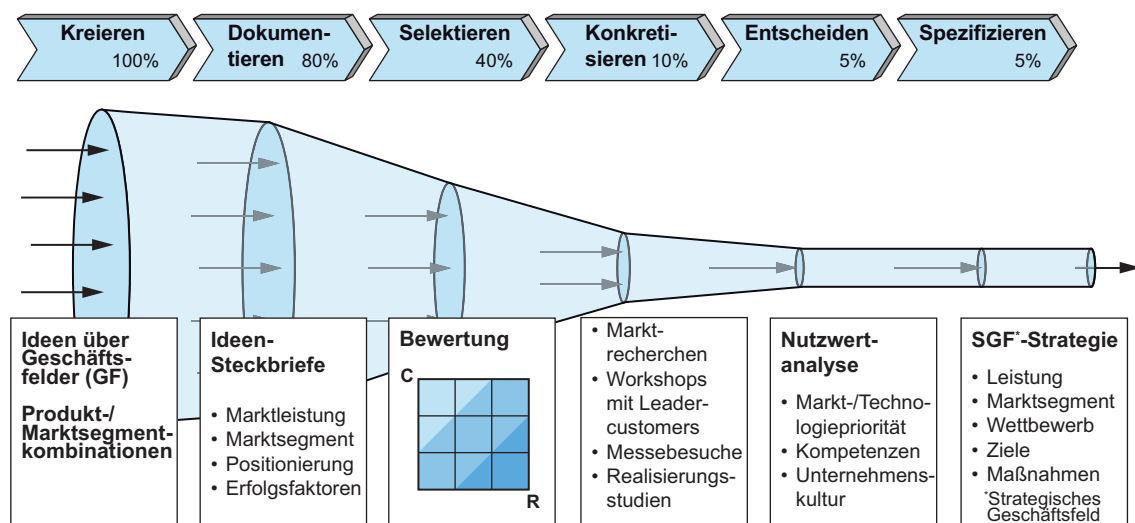 Kreieren
100%
Dokumen-
tieren 80%
Selektieren
40%
Konkreti-
sieren 10%
Entscheiden
5%
Spezifizieren
5%
Ideen über
Geschäfts-
felder (GF)
Produkt-/
Marktsegment-
kombinationen
Ideen-
Steckbriefe
• Marktleistung
• Marktsegment
• Positionierung
• Erfolgsfaktoren
Bewertung
C
R
• Markt-
recherchen
• Workshops
mit Leader-
customers
• Messebesuche
• Realisierungs-
studien
Nutzwert-
analyse
• Markt-/Techno-
logiepriorität
• Kompetenzen
• Unternehmens-
kultur
SGF*-Strategie
• Leistung
• Marktsegment
• Wettbewerb
• Ziele
• Maßnahmen
*Strategisches
Geschäftsfeld